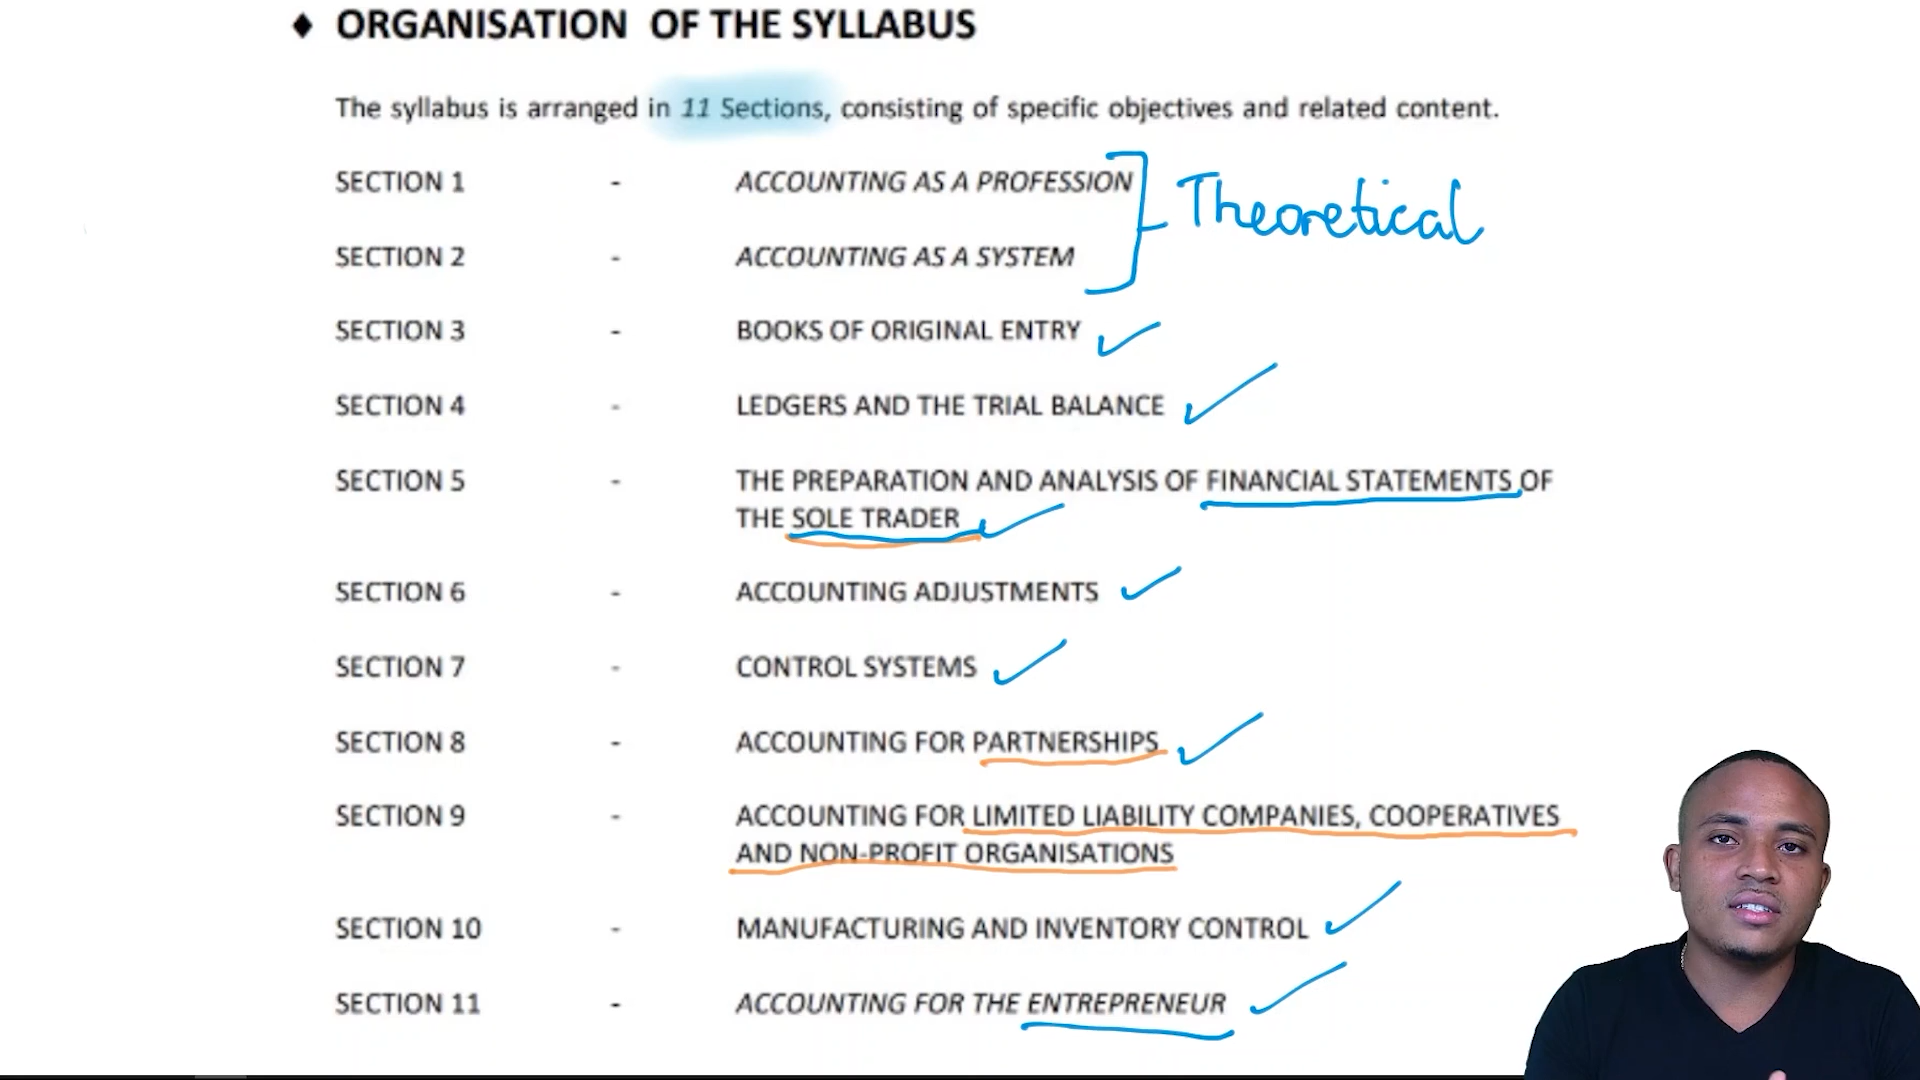 ♦ ORGANISATION OF THE SYLLABUS
The syllabus is arranged in 11 Sections, consisting of specific objectives and related content.
SECTION 1 - ACCOUNTING AS A PROFESSION
Theoretical
SECTION 2 - ACCOUNTING AS A SYSTEM
SECTION 3 - BOOKS OF ORIGINAL ENTRY
SECTION 4 - LEDGERS AND THE TRIAL BALANCE
SECTION 5 - THE PREPARATION AND ANALYSIS OF FINANCIAL STATEMENTS OF
THE SOLE TRADER
SECTION 6 - ACCOUNTING ADJUSTMENTS
SECTION 7 - CONTROL SYSTEMS
SECTION 8 - ACCOUNTING FOR PARTNERSHIPS
SECTION 9 - ACCOUNTING FOR LIMITED LIABILITY COMPANIES, COOPERATIVES
AND NON-PROFIT ORGANISATIONS
SECTION 10 - MANUFACTURING AND INVENTORY CONTROL
SECTION 11 - ACCOUNTING FOR THE ENTREPRENEUR